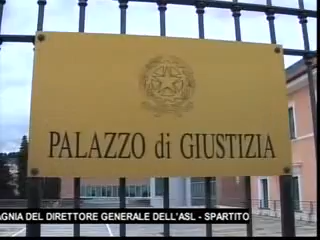 PALAZZO di GIUSTIZIA
AGNIA DEL DIRETTORE GENERALE DELL'ASL - SPARTITO